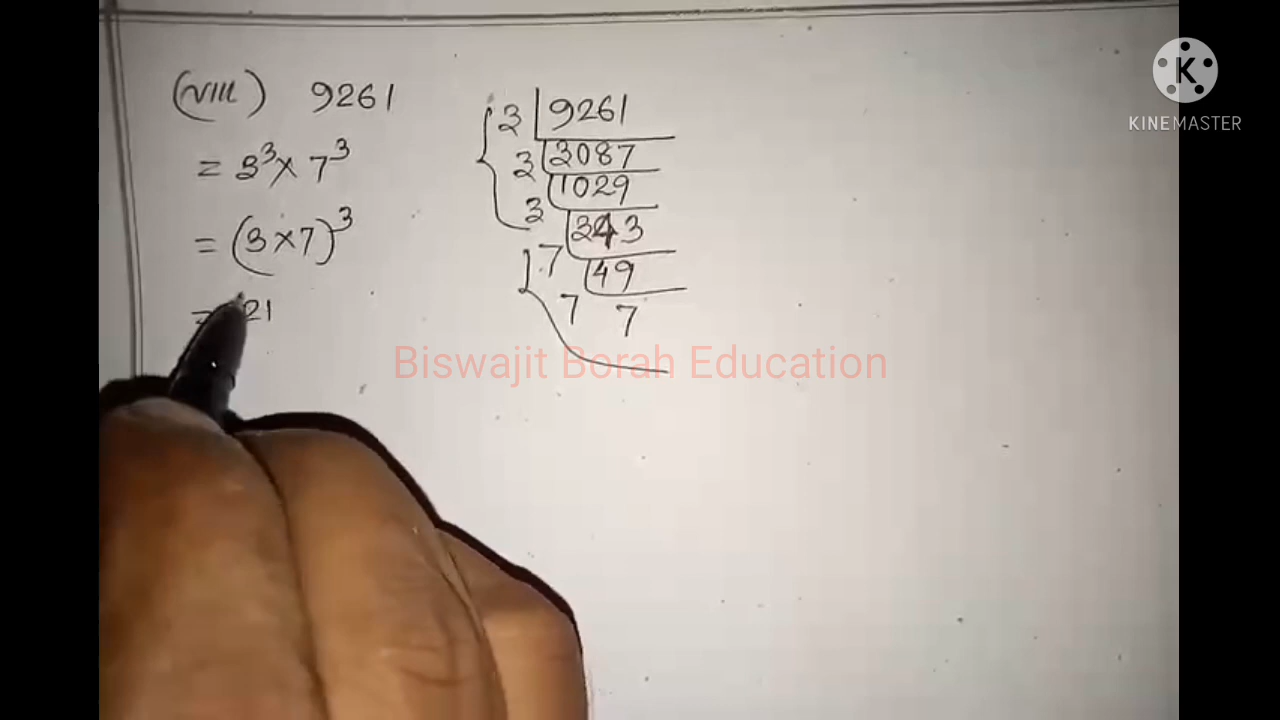 (VIII) 9261
= 3³ × 7³
= (3 × 7)³
= 21
3 | 9261
3 | 3087
3 | 1029
7 | 343
7 | 49
7
KINEMASTER
Biswajit Borah Education